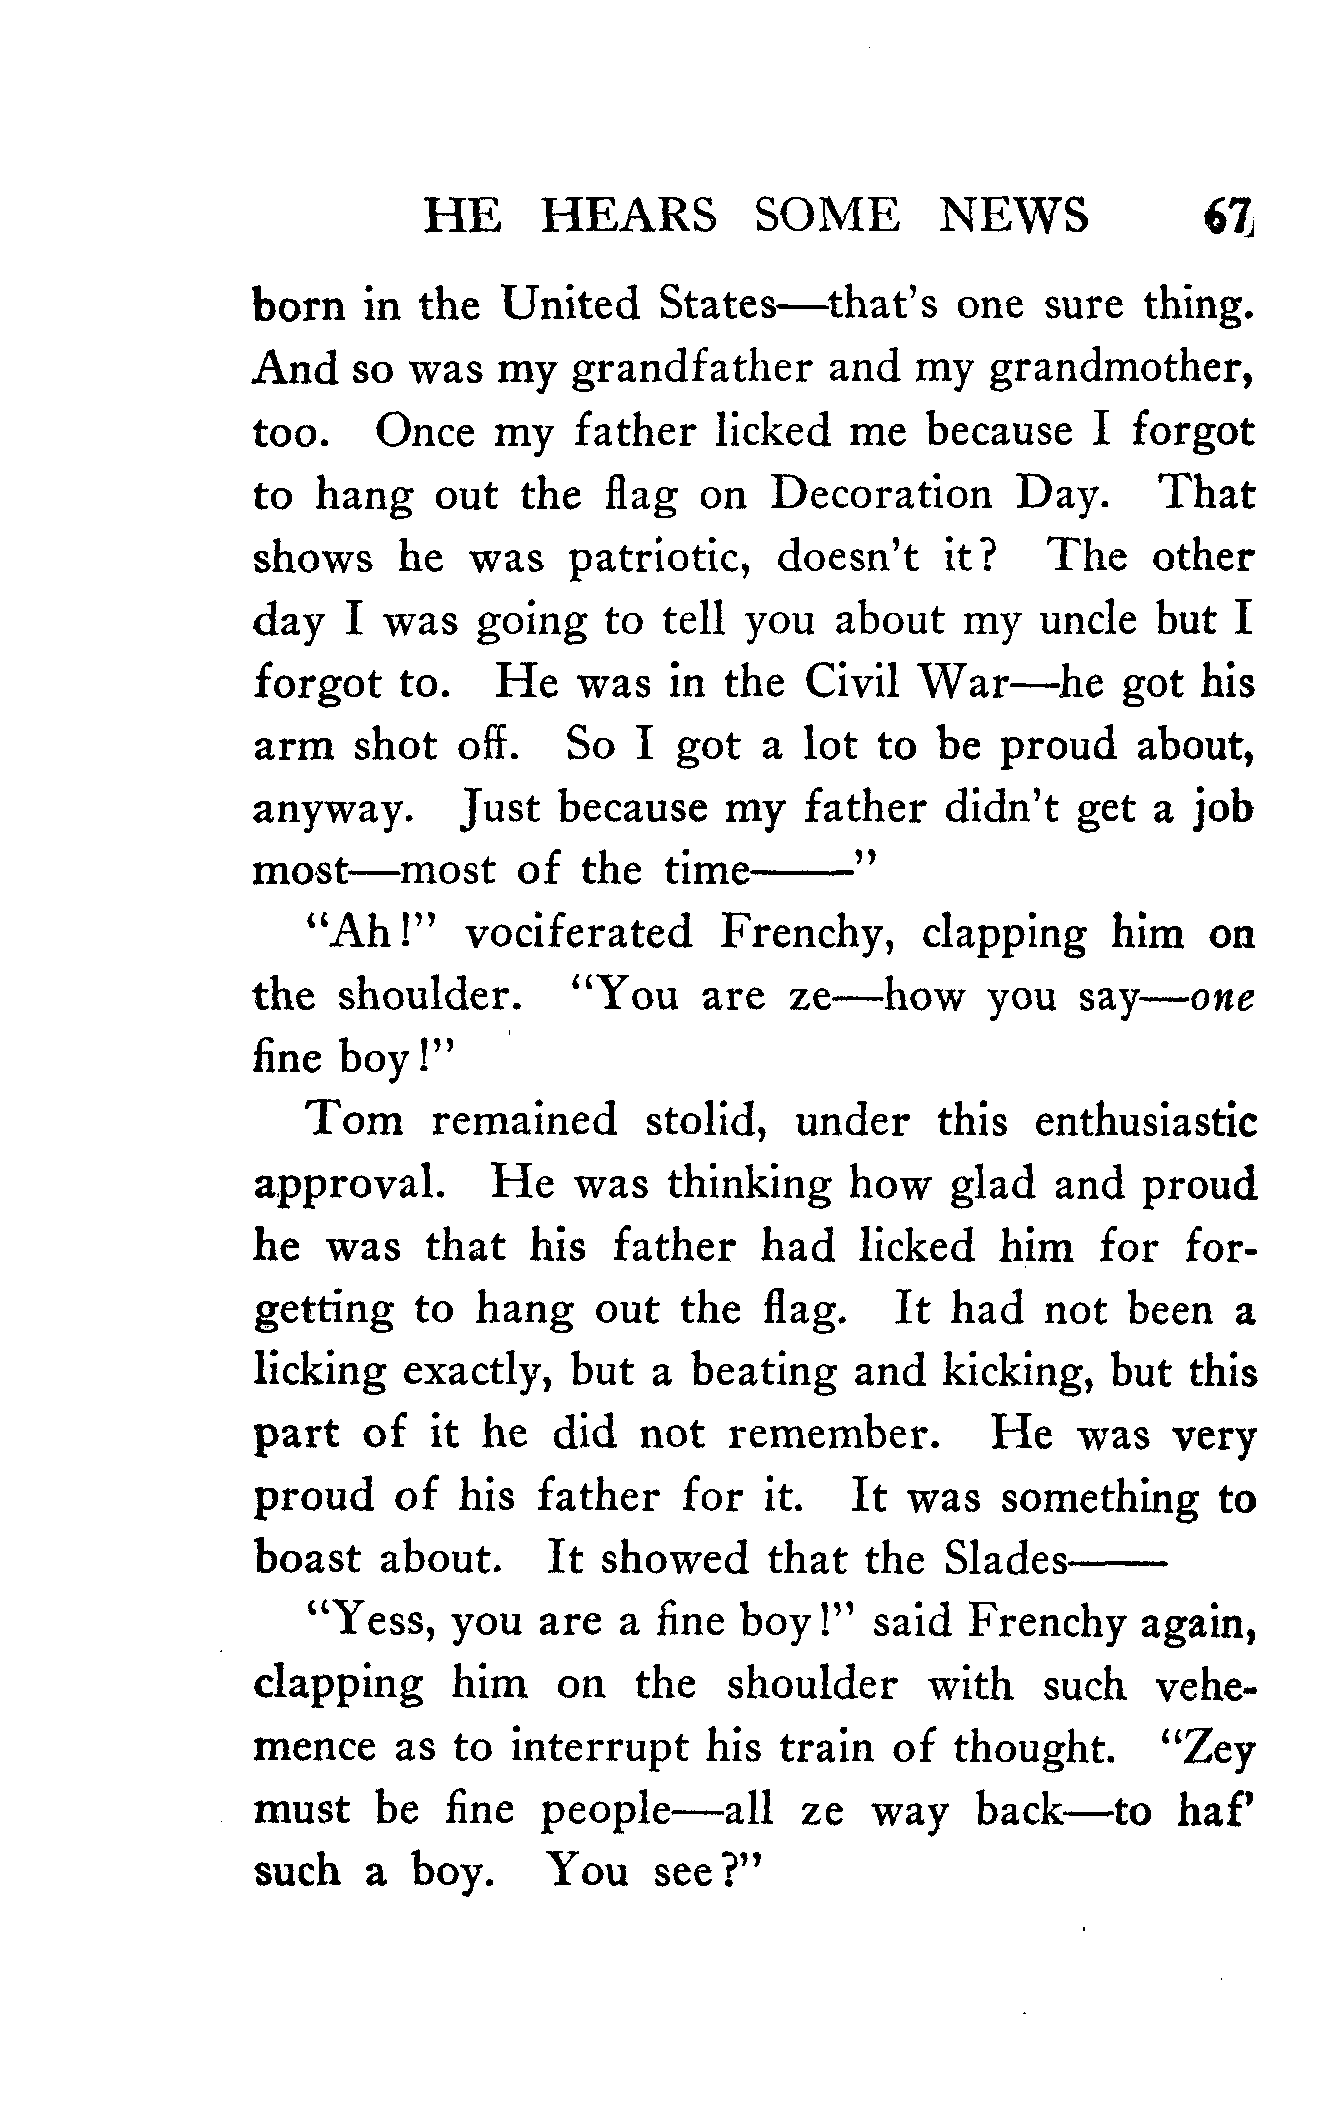 HE HEARS SOME NEWS 67
born in the United States—that's one sure thing.
And so was my grandfather and my grandmother,
too. Once my father licked me because I forgot
to hang out the flag on Decoration Day. That
shows he was patriotic, doesn't it? The other
day I was going to tell you about my uncle but I
forgot to. He was in the Civil War—he got his
arm shot off. So I got a lot to be proud about,
anyway. Just because my father didn't get a job
most—most of the time——"
"Ah!" vociferated Frenchy, clapping him on
the shoulder. "You are ze—how you say—one
fine boy!"
Tom remained stolid, under this enthusiastic
approval. He was thinking how glad and proud
he was that his father had licked him for for-
getting to hang out the flag. It had not been a
licking exactly, but a beating and kicking, but this
part of it he did not remember. He was very
proud of his father for it. It was something to
boast about. It showed that the Slades——
"Yess, you are a fine boy!" said Frenchy again,
clapping him on the shoulder with such vehe-
mence as to interrupt his train of thought. "Zey
must be fine people—all ze way back—to haf'
such a boy. You see?"